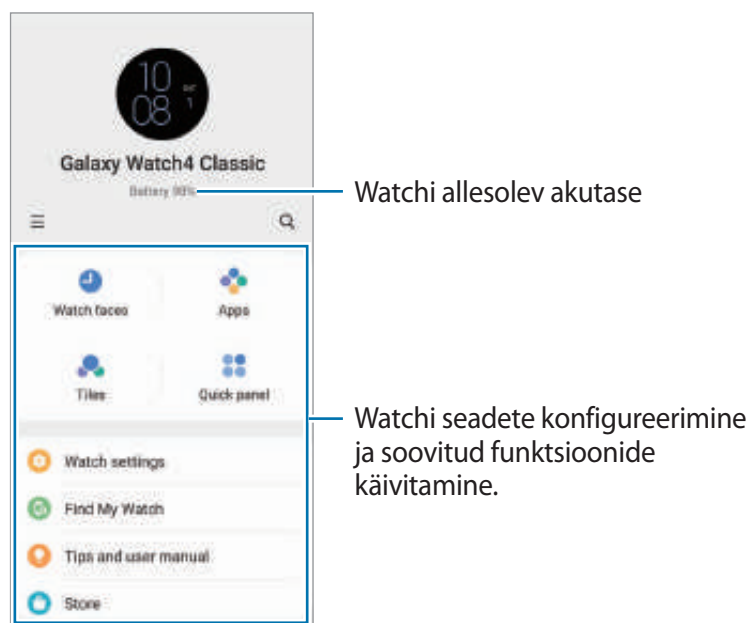 10
08
Galaxy Watch4 Classic
Battery 98%
Watchi allesolev akutase
Watch faces
Apps
Tiles
Quick panel
Watchi seadete konfigureerimine
ja soovitud funktsioonide
käivitamine.
Watch settings
Find My Watch
Tips and user manual
Store